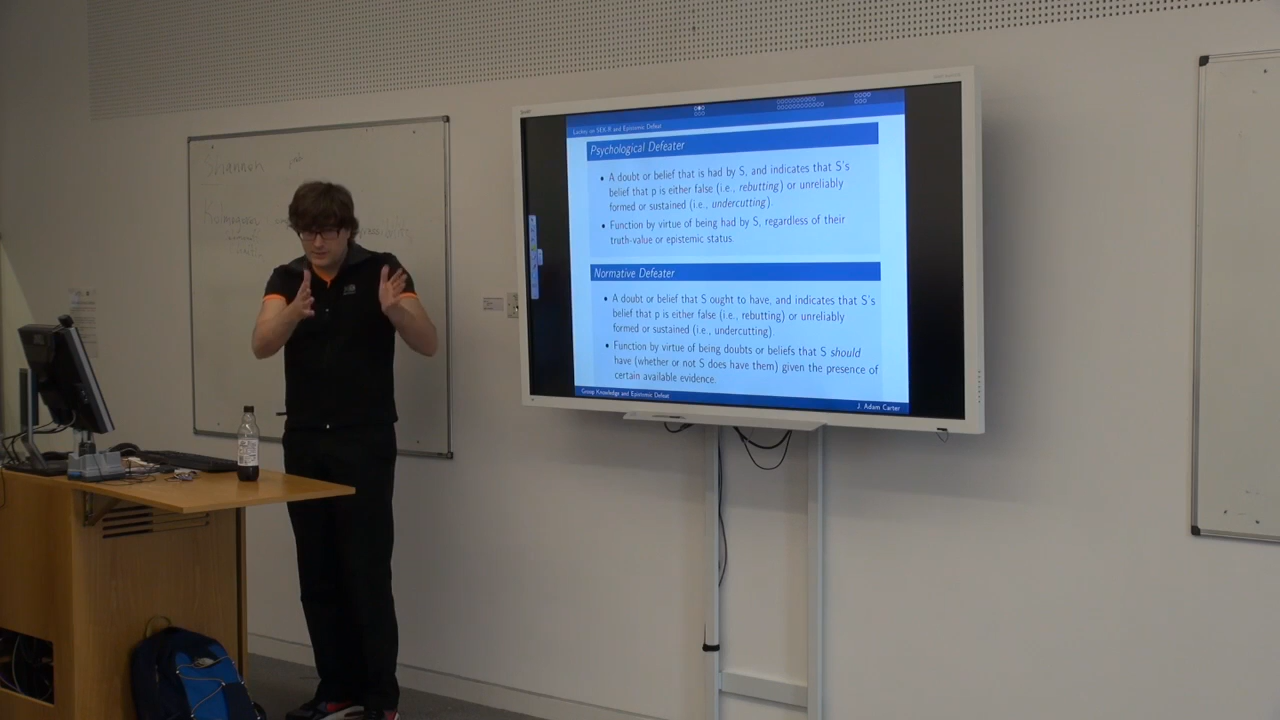 Shannon
Lackey on SEK-R and Epistemic Defeat
Psychological Defeater
• A doubt or belief that is had by S, and indicates that S's
belief that p is either false (i.e., rebutting) or unreliably
formed or sustained (i.e., undercutting).
• Function by virtue of being had by S, regardless of their
truth-value or epistemic status.
Normative Defeater
• A doubt or belief that S ought to have, and indicates that S's
belief that p is either false (i.e., rebutting) or unreliably
formed or sustained (i.e., undercutting).
• Function by virtue of being doubts or beliefs that S should
have (whether or not S does have them) given the presence of
certain available evidence.
Group Knowledge and Epistemic Defeat
J. Adam Carter